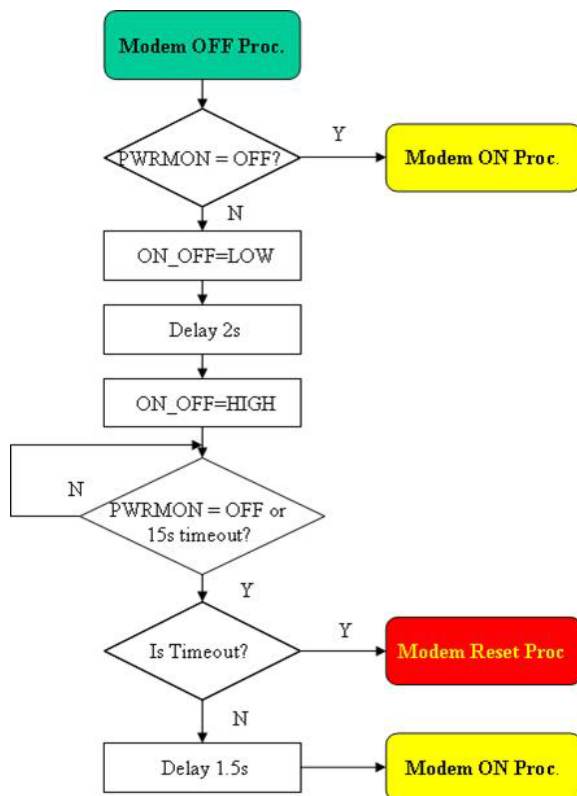 Modem OFF Proc.
PWRMON = OFF?
Y
Modem ON Proc.
N
ON_OFF=LOW
Delay 2s
ON_OFF=HIGH
N
PWRMON = OFF or
15s timeout?
Y
Is Timeout?
Y
Modem Reset Proc
N
Delay 1.5s
Modem ON Proc.